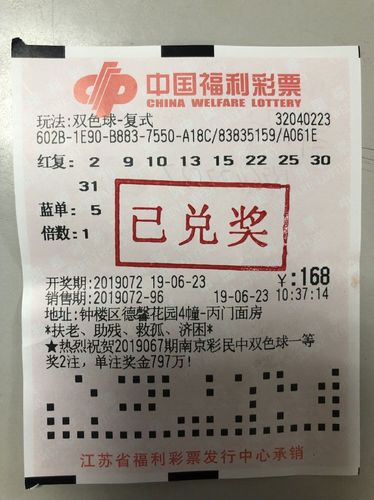 中国福利彩票
CHINA WELFARE LOTTERY
玩法:双色球-复式 32040223
602B-1E90-B883-7550-A18C/83835159/A061E
红复: 2 9 10 13 15 22 25 30
31
蓝单: 5
倍数:1
已兑奖
开奖期:2019072 19-06-23 ¥:168
销售期:2019072-96 19-06-23 10:37:14
地址:钟楼区德馨花园4幢-丙门面房
*扶老、助残、救孤、济困*
★热烈祝贺2019067期南京彩民中双色球一等
奖2注，单注奖金797万!
江苏省福利彩票发行中心承销